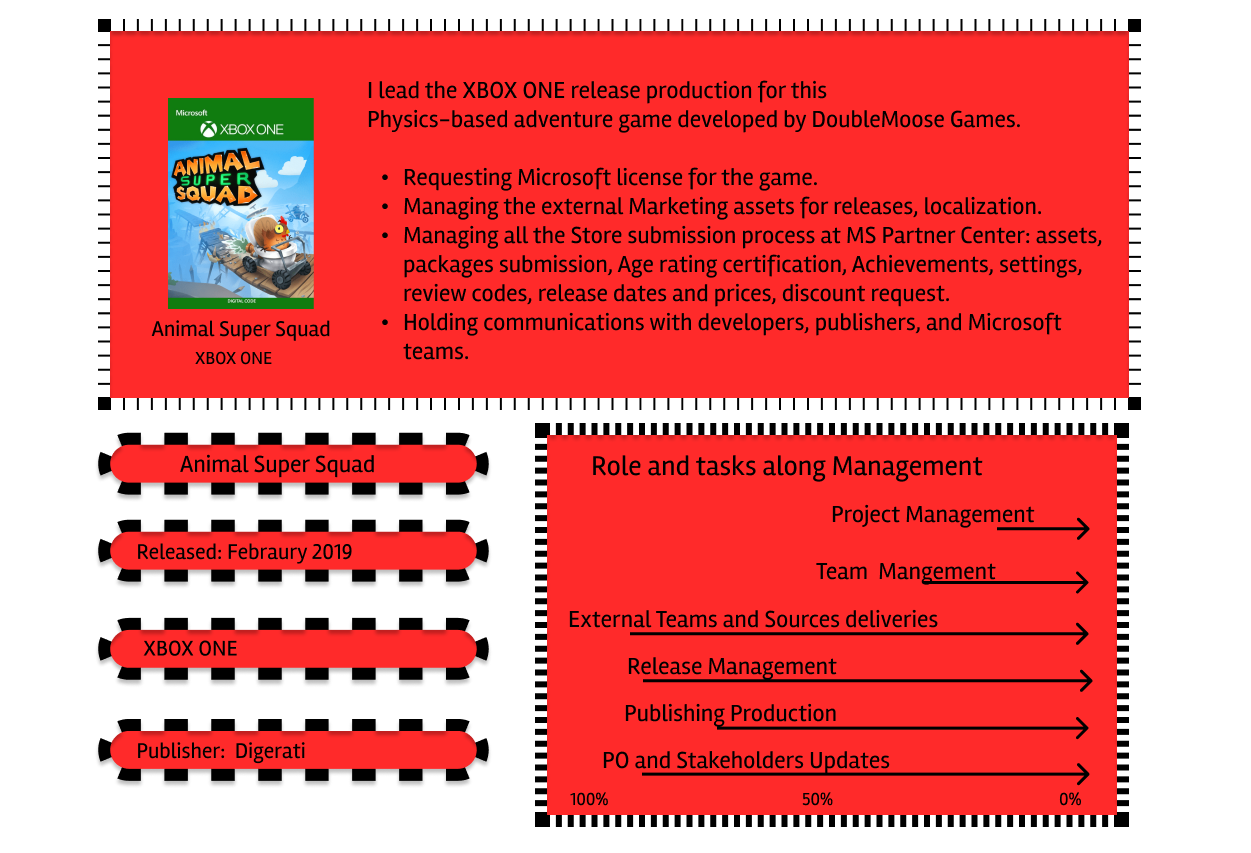 I lead the XBOX ONE release production for this
Physics-based adventure game developed by DoubleMoose Games.
Microsoft
XBOX ONE
ANIMAL
SUPER
SQUAD
DIGITAL CODE
Animal Super Squad
XBOX ONE
• Requesting Microsoft license for the game.
• Managing the external Marketing assets for releases, localization.
• Managing all the Store submission process at MS Partner Center: assets,
packages submission, Age rating certification, Achievements, settings,
review codes, release dates and prices, discount request.
• Holding communications with developers, publishers, and Microsoft
teams.
Animal Super Squad
Released: Febraury 2019
XBOX ONE
Publisher: Digerati
Role and tasks along Management
Project Management
Team Mangement
External Teams and Sources deliveries
Release Management
Publishing Production
PO and Stakeholders Updates
100% 50% 0%